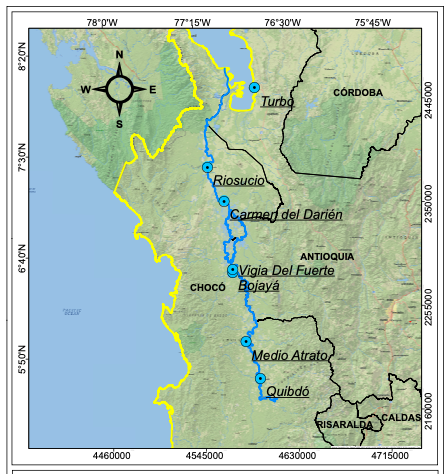 78°0'W 77°15'W 76°30'W 75°45'W
8°20'
7°30'
6°40'
5°50'
2445000
2350000
2255000
2160000
N
W E
S
Turbo
CÓRDOBA
Riosucio
Carmen del Darién
ANTIOQUIA
Vigia Del Fuerte
CHOCÓ Bojayá
Medio Atrato
Quibdó
CALDAS
RISARALDA
4460000 4545000 4630000 4715000